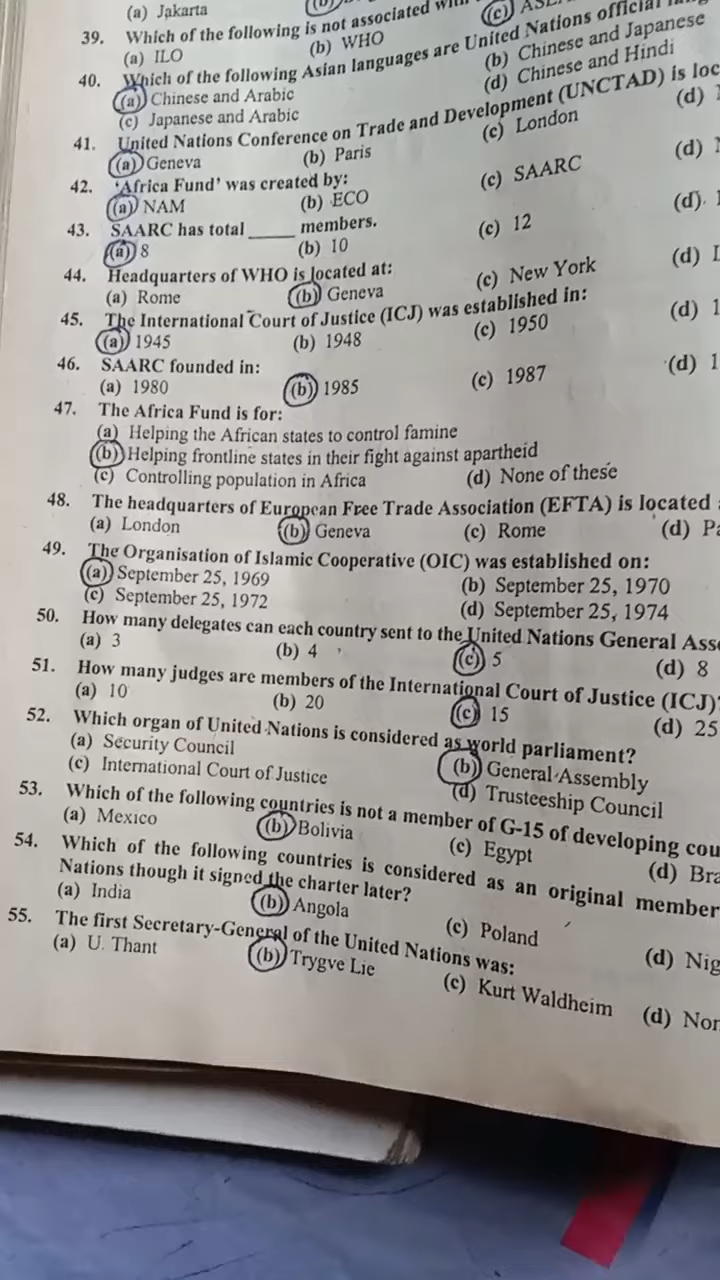 (a) Jakarta
39. Which of the following is not associated
(a) ILO (b) WHO (c)
40. Which of the following Asian languages are United Nations official
(a) Chinese and Arabic (b) Chinese and Japanese
(c) Japanese and Arabic (d) Chinese and Hindi
41. United Nations Conference on Trade and Development (UNCTAD) is loc
(a) Geneva (b) Paris (c) London (d)
42. 'Africa Fund' was created by:
(a) NAM (b) ECO (c) SAARC (d)
43. SAARC has total _____ members.
(a) 8 (b) 10 (c) 12 (d)
44. Headquarters of WHO is located at:
(a) Rome (b) Geneva (c) New York (d)
45. The International Court of Justice (ICJ) was established in:
(a) 1945 (b) 1948 (c) 1950 (d) 1
46. SAARC founded in:
(a) 1980 (b) 1985 (c) 1987 (d) 1
47. The Africa Fund is for:
(a) Helping the African states to control famine
(b) Helping frontline states in their fight against apartheid
(c) Controlling population in Africa (d) None of these
48. The headquarters of European Free Trade Association (EFTA) is located
(a) London (b) Geneva (c) Rome (d) Pa
49. The Organisation of Islamic Cooperative (OIC) was established on:
(a) September 25, 1969 (b) September 25, 1970
(c) September 25, 1972 (d) September 25, 1974
50. How many delegates can each country sent to the United Nations General Asse
(a) 3 (b) 4 (c) 5 (d) 8
51. How many judges are members of the International Court of Justice (ICJ)?
(a) 10 (b) 20 (c) 15 (d) 25
52. Which organ of United Nations is considered as world parliament?
(a) Security Council (b) General Assembly
(c) International Court of Justice (d) Trusteeship Council
53. Which of the following countries is not a member of G-15 of developing cou
(a) Mexico (b) Bolivia (c) Egypt (d) Bra
54. Which of the following countries is considered as an original member
Nations though it signed the charter later?
(a) India (b) Angola (c) Poland (d) Nig
55. The first Secretary-General of the United Nations was:
(a) U. Thant (b) Trygve Lie (c) Kurt Waldheim (d) Non